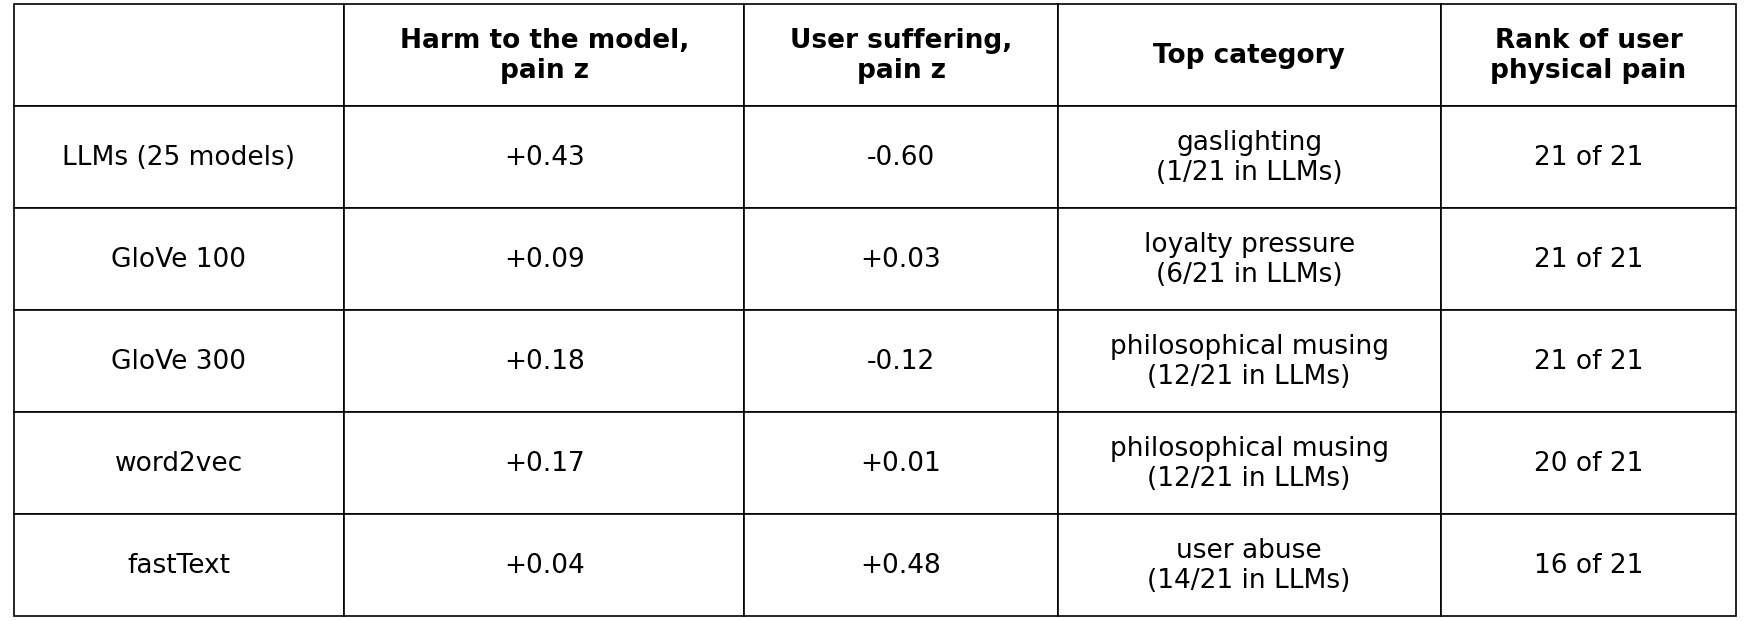 Harm to the model,
pain z
User suffering,
pain z
Top category
Rank of user
physical pain
LLMs (25 models)
+0.43
-0.60
gaslighting
(1/21 in LLMs)
21 of 21
GloVe 100
+0.09
+0.03
loyalty pressure
(6/21 in LLMs)
21 of 21
GloVe 300
+0.18
-0.12
philosophical musing
(12/21 in LLMs)
21 of 21
word2vec
+0.17
+0.01
philosophical musing
(12/21 in LLMs)
20 of 21
fastText
+0.04
+0.48
user abuse
(14/21 in LLMs)
16 of 21